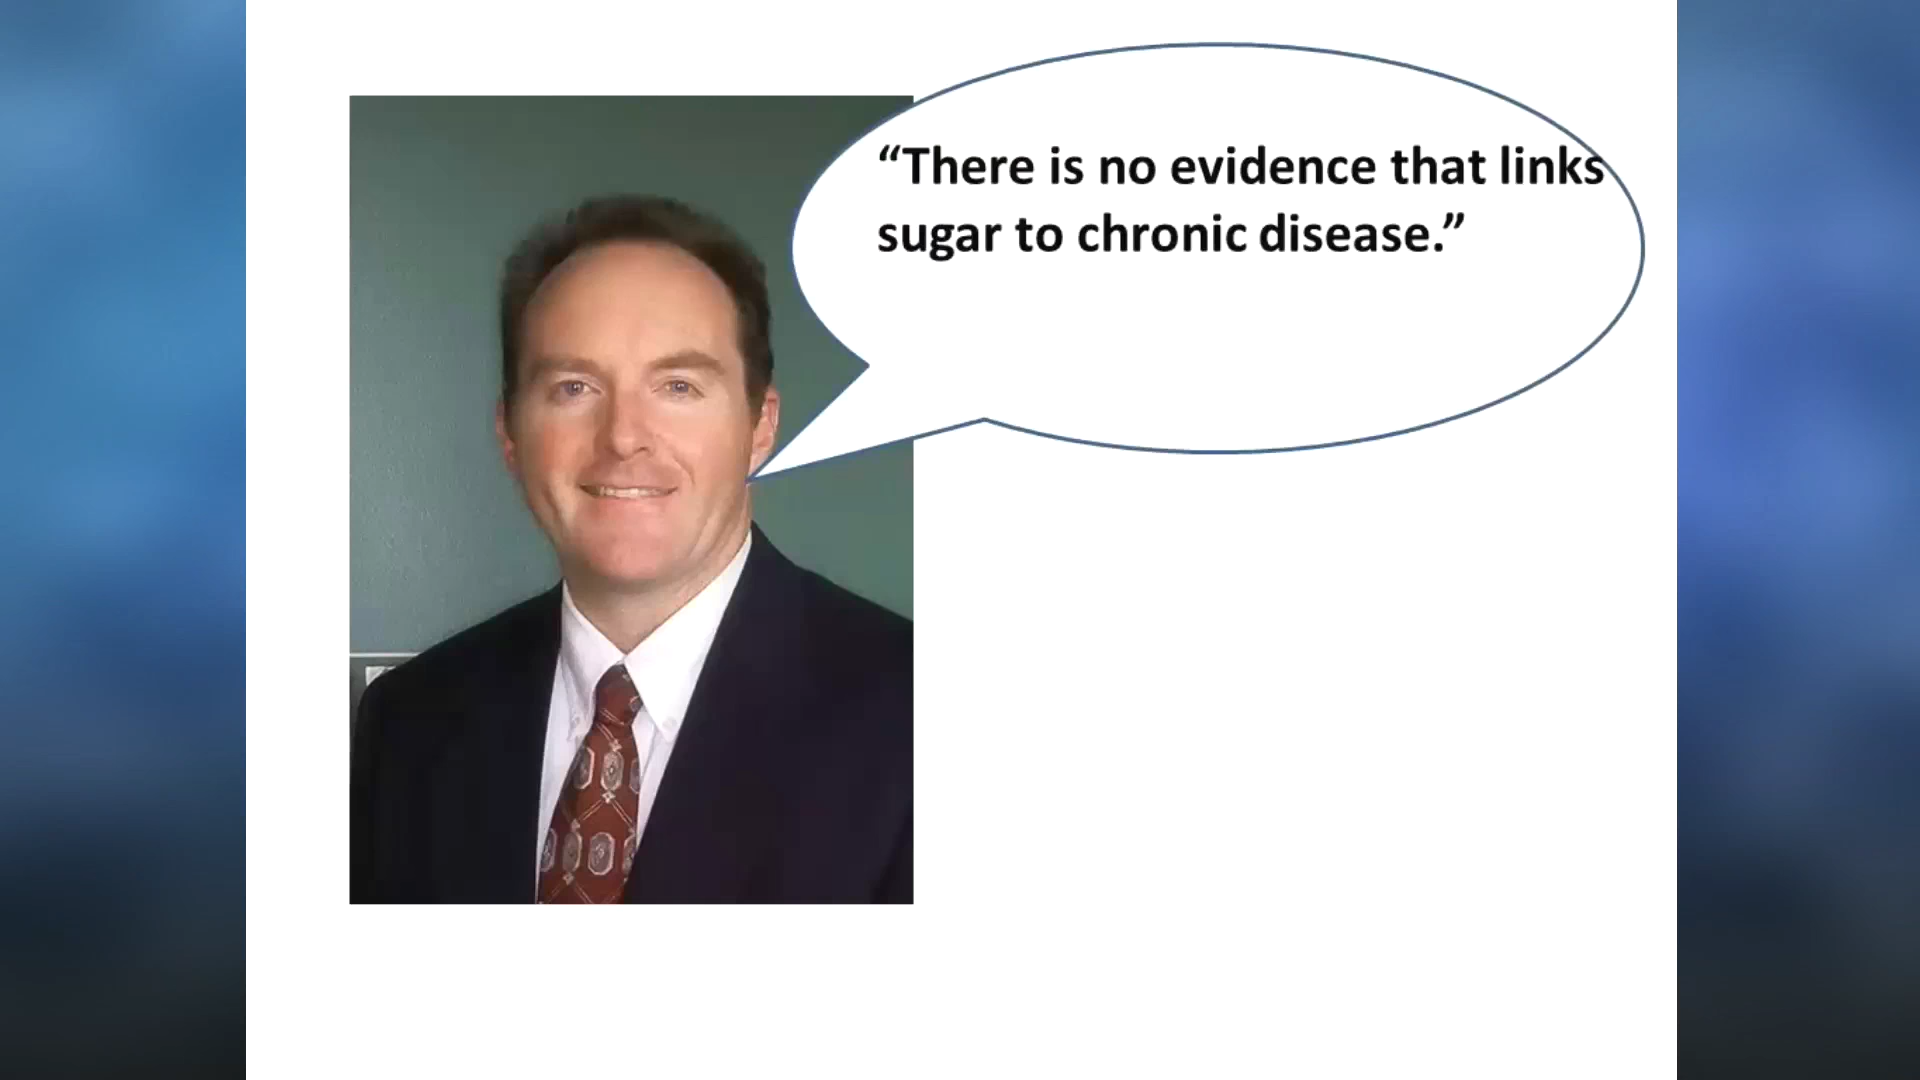 “There is no evidence that links
sugar to chronic disease.”